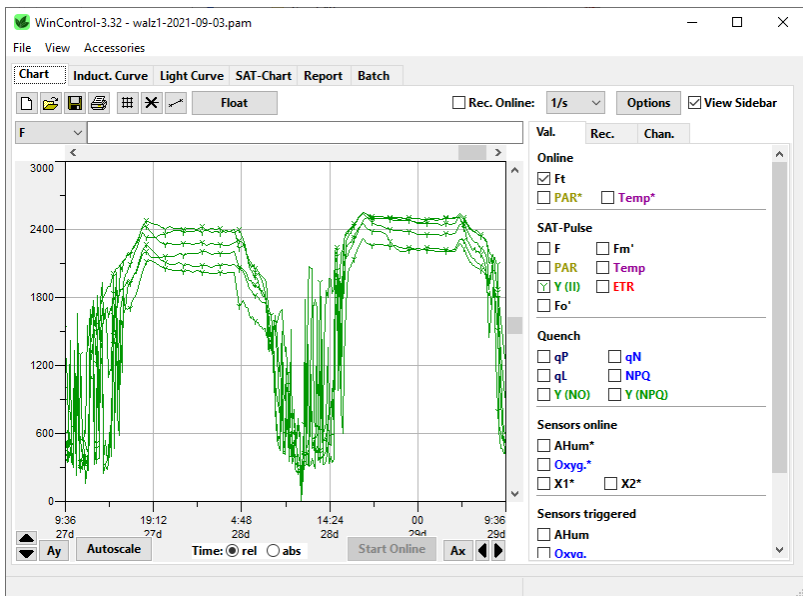 WinControl-3.32 - walz1-2021-09-03.pam
File View Accessories
Chart Induct. Curve Light Curve SAT-Chart Report Batch
Float Rec. Online: 1/s Options View Sidebar
F
Val. Rec. Chan.
Online
Ft
PAR* Temp*
SAT-Pulse
F Fm'
PAR Temp
Y (II) ETR
Fo'
Quench
qP qN
qL NPQ
Y (NO) Y (NPQ)
Sensors online
AHum*
Oxyg.*
X1* X2*
Sensors triggered
AHum
Oxyg.
3000
2400
1800
1200
600
0
9:36 19:12 4:48 14:24 00 9:36
27d 27d 28d 28d 29d 29d
Ay Autoscale Time: rel abs Start Online Ax